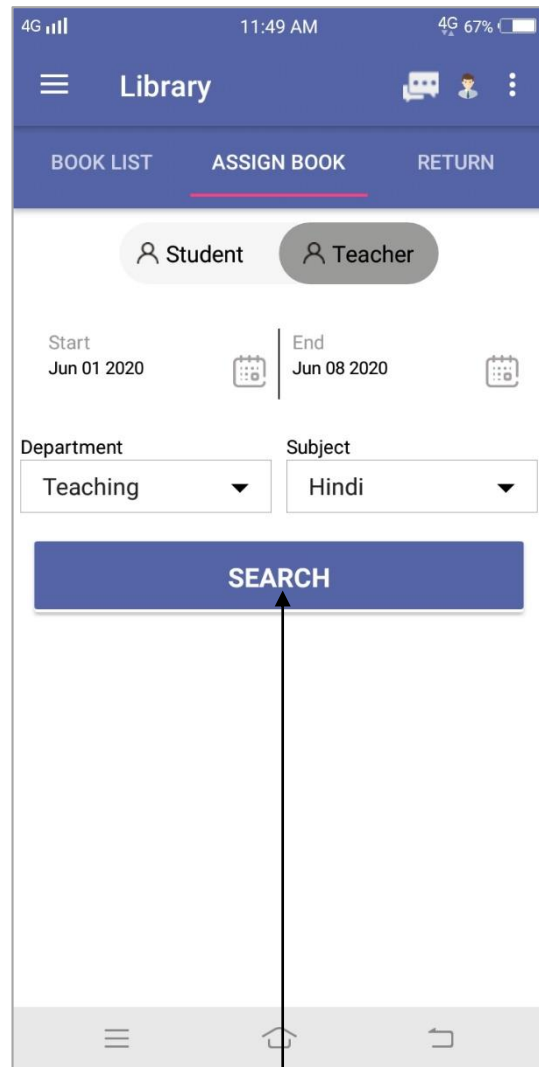 4G 11:49 AM 4G 67%
Library
BOOK LIST ASSIGN BOOK RETURN
Student Teacher
Start End
Jun 01 2020 Jun 08 2020
Department Subject
Teaching Hindi
SEARCH